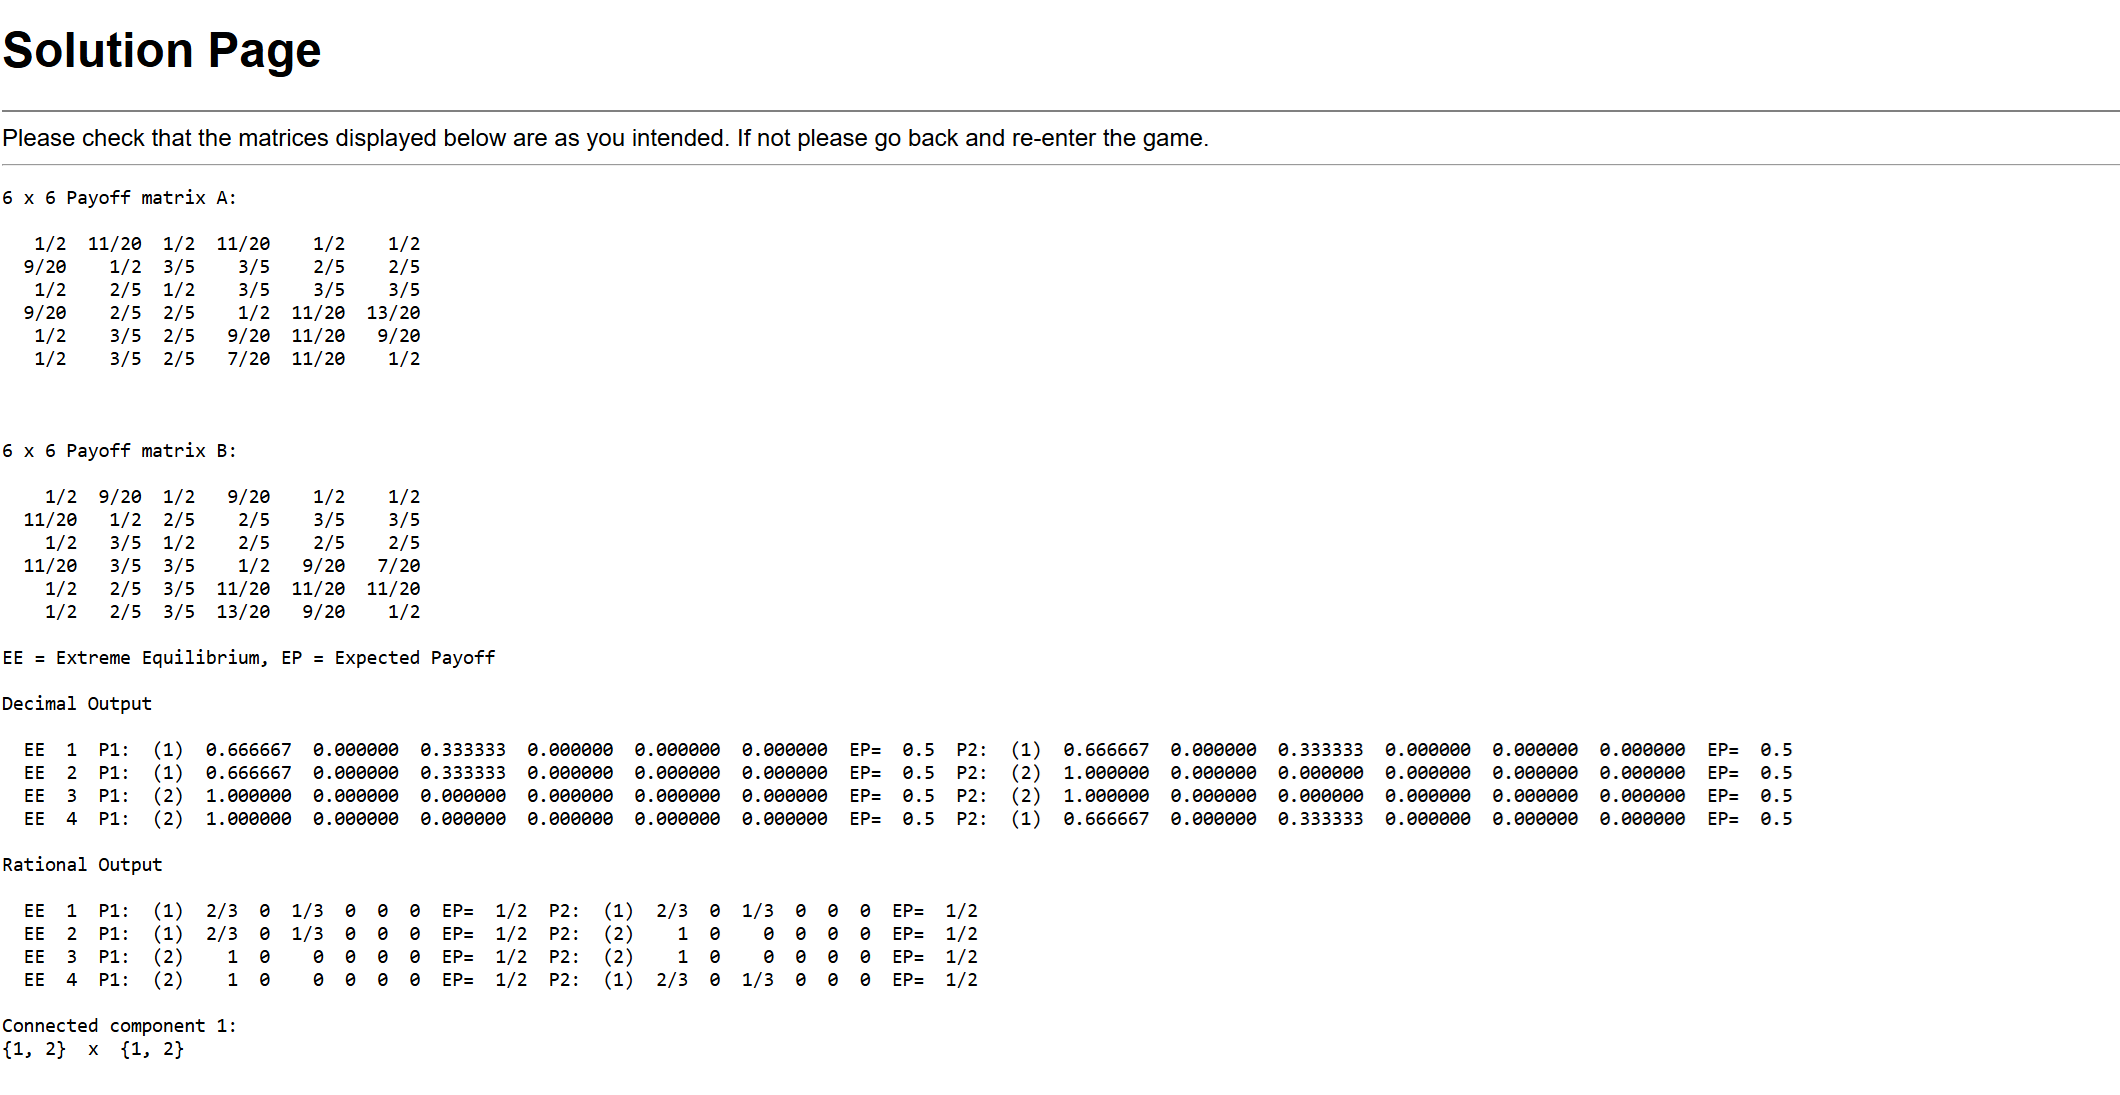 Solution Page
Please check that the matrices displayed below are as you intended. If not please go back and re-enter the game.
6 x 6 Payoff matrix A:
1/2 11/20 1/2 11/20 1/2 1/2
9/20 1/2 3/5 3/5 2/5 2/5
1/2 2/5 1/2 3/5 3/5 3/5
9/20 2/5 2/5 1/2 11/20 13/20
1/2 3/5 2/5 9/20 11/20 9/20
1/2 3/5 2/5 7/20 11/20 1/2
6 x 6 Payoff matrix B:
1/2 9/20 1/2 9/20 1/2 1/2
11/20 1/2 2/5 2/5 3/5 3/5
1/2 3/5 1/2 2/5 2/5 2/5
11/20 3/5 3/5 1/2 9/20 7/20
1/2 2/5 3/5 11/20 11/20 11/20
1/2 2/5 3/5 13/20 9/20 1/2
EE = Extreme Equilibrium, EP = Expected Payoff
Decimal Output
EE 1 P1: (1) 0.666667 0.000000 0.333333 0.000000 0.000000 0.000000 EP= 0.5 P2: (1) 0.666667 0.000000 0.333333 0.000000 0.000000 0.000000 EP= 0.5
EE 2 P1: (1) 0.666667 0.000000 0.333333 0.000000 0.000000 0.000000 EP= 0.5 P2: (2) 1.000000 0.000000 0.000000 0.000000 0.000000 0.000000 EP= 0.5
EE 3 P1: (2) 1.000000 0.000000 0.000000 0.000000 0.000000 0.000000 EP= 0.5 P2: (2) 1.000000 0.000000 0.000000 0.000000 0.000000 0.000000 EP= 0.5
EE 4 P1: (2) 1.000000 0.000000 0.000000 0.000000 0.000000 0.000000 EP= 0.5 P2: (1) 0.666667 0.000000 0.333333 0.000000 0.000000 0.000000 EP= 0.5
Rational Output
EE 1 P1: (1) 2/3 0 1/3 0 0 0 EP= 1/2 P2: (1) 2/3 0 1/3 0 0 0 EP= 1/2
EE 2 P1: (1) 2/3 0 1/3 0 0 0 EP= 1/2 P2: (2) 1 0 0 0 0 0 EP= 1/2
EE 3 P1: (2) 1 0 0 0 0 0 EP= 1/2 P2: (2) 1 0 0 0 0 0 EP= 1/2
EE 4 P1: (2) 1 0 0 0 0 0 EP= 1/2 P2: (1) 2/3 0 1/3 0 0 0 EP= 1/2
Connected component 1:
{1, 2} x {1, 2}